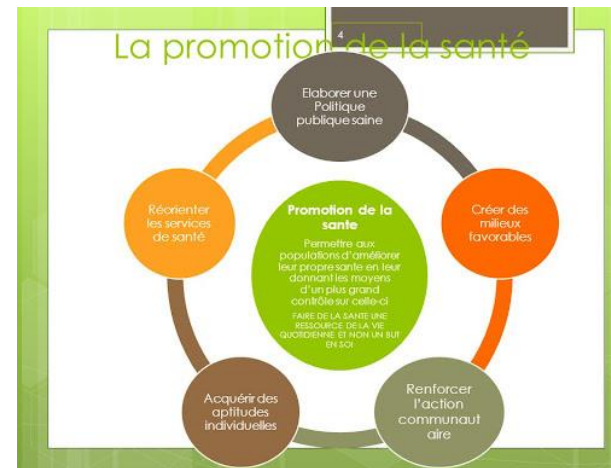 4
La promotion de la santé
Elaborer une
Politique
publique saine
Créer des
milieux
favorables
Renforcer
l'action
communaut
aire
Acquérir des
aptitudes
individuelles
Réorienter
les services
de santé
Promotion de la
sante
Permettre aux
populations d'améliorer
leur propre sante en leur
donnant les moyens
d'un plus grand
contrôle sur celle-ci
FAIRE DE LA SANTE UNE
RESSOURCE DE LA VIE
QUOTIDIENNE ET NON UN BUT
EN SOI